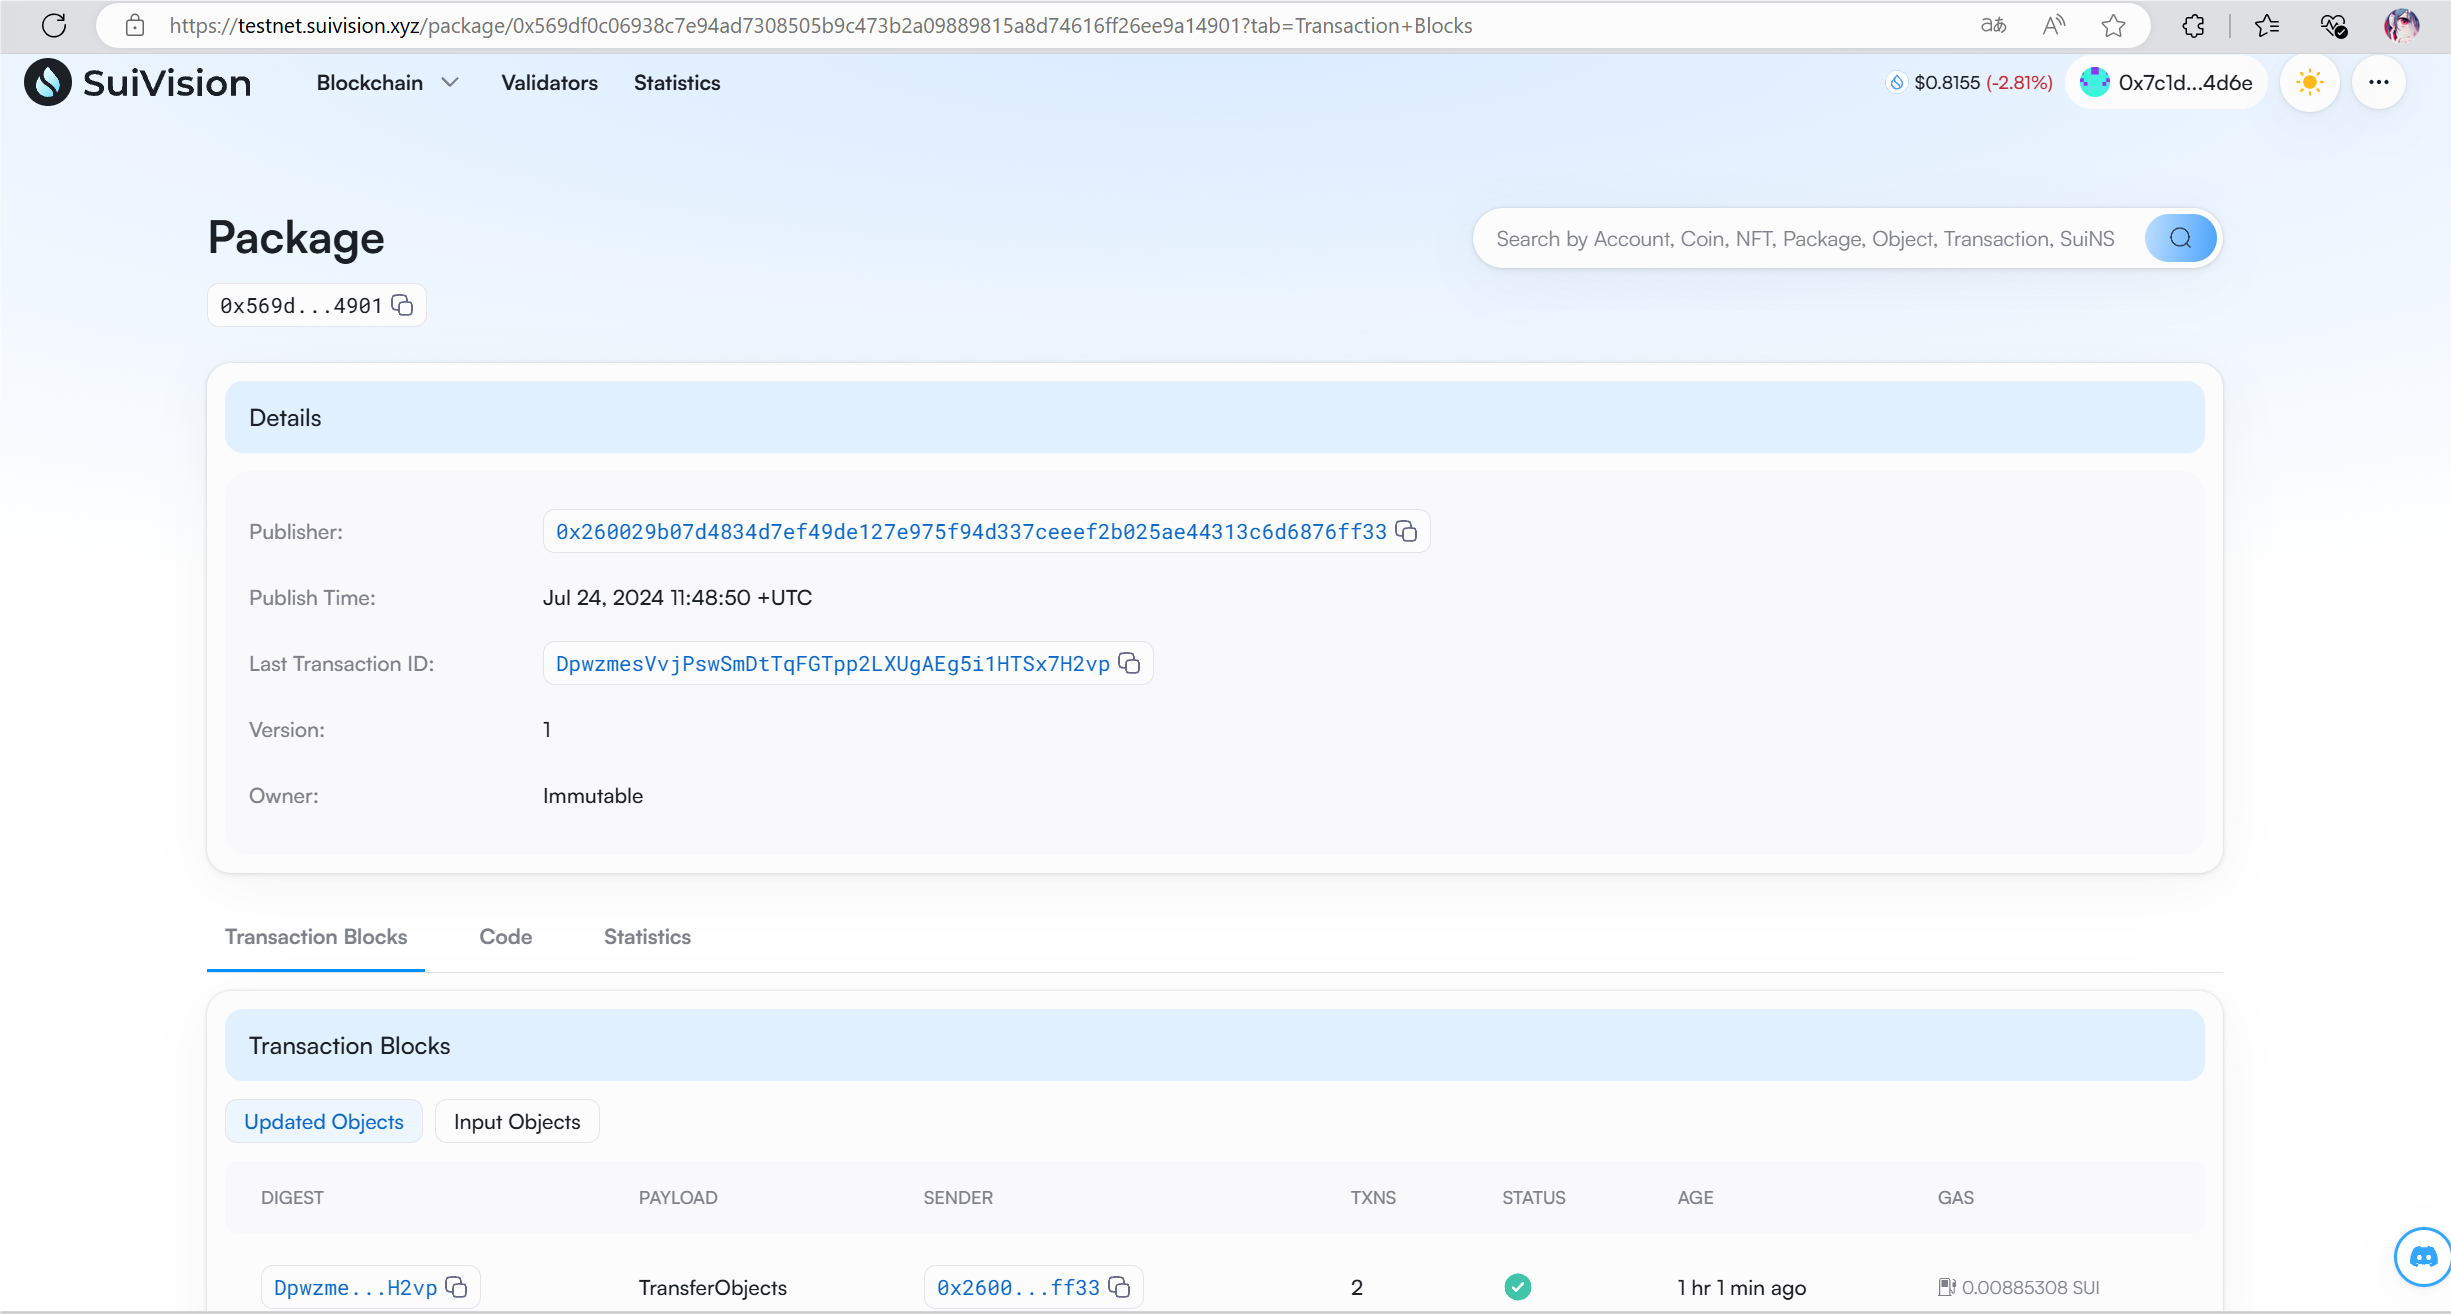 https://testnet.suivision.xyz/package/0x569df0c06938c7e94ad7308505b9c473b2a09889815a8d74616ff26ee9a14901?tab=Transaction+Blocks
aあ
A
SuiVision
Blockchain
Validators
Statistics
$0.8155 (-2.81%)
0x7c1d...4d6e
Package
Search by Account, Coin, NFT, Package, Object, Transaction, SuiNS
0x569d...4901
Details
Publisher:
0x260029b07d4834d7ef49de127e975f94d337ceeef2b025ae44313c6d6876ff33
Publish Time:
Jul 24, 2024 11:48:50 +UTC
Last Transaction ID:
DpwzmesVvjPswSmDtTqFGTpp2LXUgAEg5i1HTSx7H2vp
Version:
1
Owner:
Immutable
Transaction Blocks
Code
Statistics
Transaction Blocks
Updated Objects
Input Objects
DIGEST
PAYLOAD
SENDER
TXNS
STATUS
AGE
GAS
Dpwzme...H2vp
TransferObjects
0x2600...ff33
2
1 hr 1 min ago
0.00885308 SUI